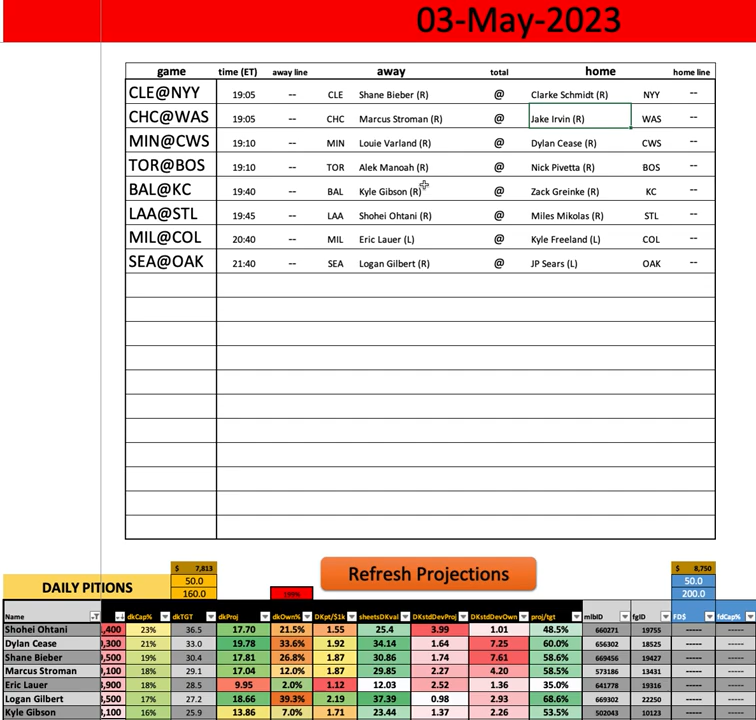 03-May-2023
game time (ET) away line away total home home line
CLE@NYY 19:05 -- CLE Shane Bieber (R) @ Clarke Schmidt (R) NYY --
CHC@WAS 19:05 -- CHC Marcus Stroman (R) @ Jake Irvin (R) WAS --
MIN@CWS 19:10 -- MIN Louie Varland (R) @ Dylan Cease (R) CWS --
TOR@BOS 19:10 -- TOR Alek Manoah (R) @ Nick Pivetta (R) BOS --
BAL@KC 19:40 -- BAL Kyle Gibson (R) @ Zack Greinke (R) KC --
LAA@STL 19:45 -- LAA Shohei Ohtani (R) @ Miles Mikolas (R) STL --
MIL@COL 20:40 -- MIL Eric Lauer (L) @ Kyle Freeland (L) COL --
SEA@OAK 21:40 -- SEA Logan Gilbert (R) @ JP Sears (L) OAK --
$ 7,813 Refresh Projections $ 8,750
DAILY PITIONS 50.0 50.0
160.0 199% 200.0
Name dkCap% dkTGT dkProj dkOwn% DKpt/$1k sheetsDKval DKstdDevProj DKstdDevOwn proj/tgt mlbID fgID FD$ fdCap%
Shohei Ohtani ,400 23% 36.5 17.70 21.5% 1.55 25.4 3.99 1.01 48.5% 660271 19755 ----- -----
Dylan Cease ,300 21% 33.0 19.78 33.6% 1.92 34.14 1.64 7.25 60.0% 656302 18525 ----- -----
Shane Bieber ,500 19% 30.4 17.81 26.8% 1.87 30.86 1.74 7.61 58.6% 669456 19427 ----- -----
Marcus Stroman ,100 18% 29.1 17.04 12.0% 1.87 29.85 2.27 4.20 58.5% 573186 13431 ----- -----
Eric Lauer ,900 18% 28.5 9.95 2.0% 1.12 12.03 2.52 1.36 35.0% 641778 19316 ----- -----
Logan Gilbert ,500 17% 27.2 18.66 39.3% 2.19 37.39 0.98 2.93 68.6% 669302 22250 ----- -----
Kyle Gibson ,100 16% 25.9 13.86 7.0% 1.71 23.44 1.37 2.26 53.5% 502043 10123 ----- -----